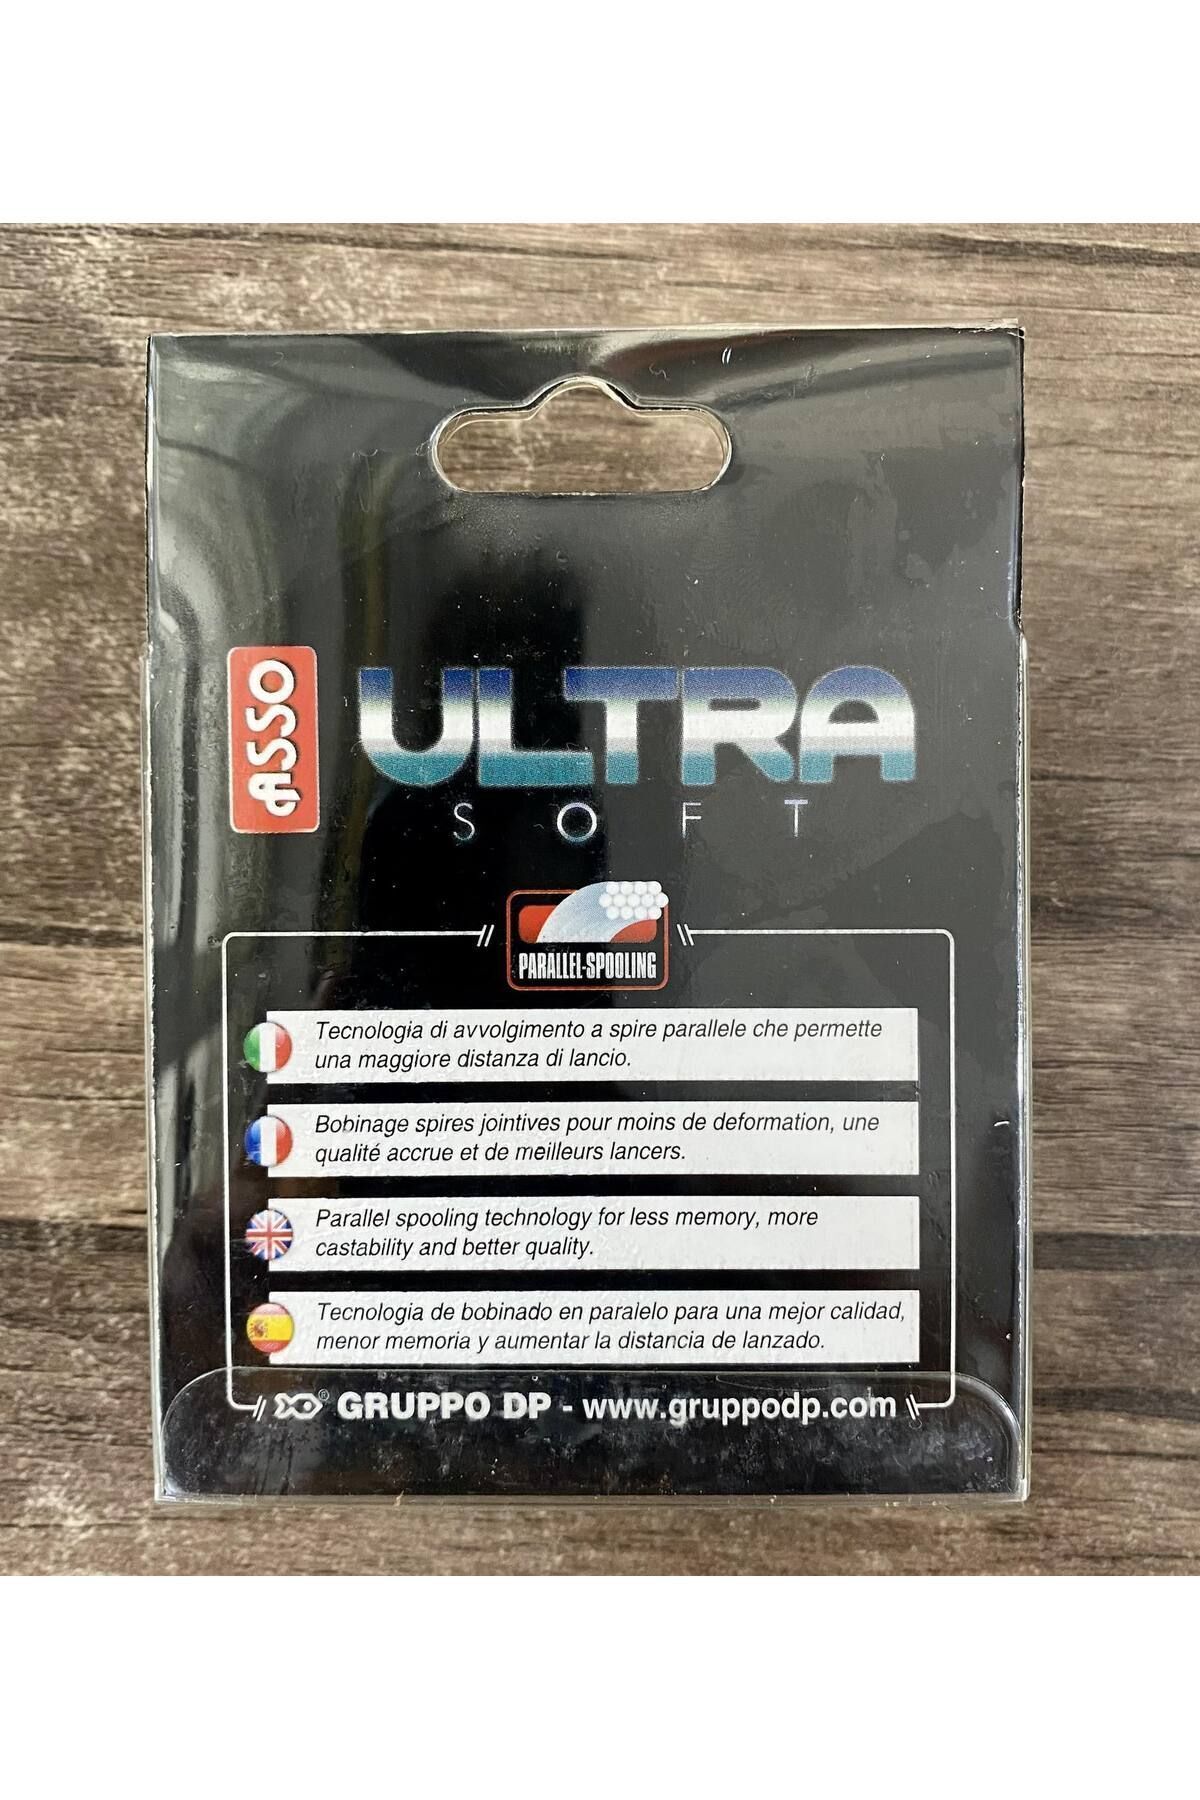 ASSO
ULTRA
SOFT
PARALLEL-SPOOLING
Tecnologia di avvolgimento a spire parallele che permette
una maggiore distanza di lancio.
Bobinage spires jointives pour moins de deformation, une
qualité accrue et de meilleurs lancers.
Parallel spooling technology for less memory, more
castability and better quality.
Tecnologia de bobinado en paralelo para una mejor calidad,
menor memoria y aumentar la distancia de lanzado.
® GRUPPO DP - www.gruppodp.com